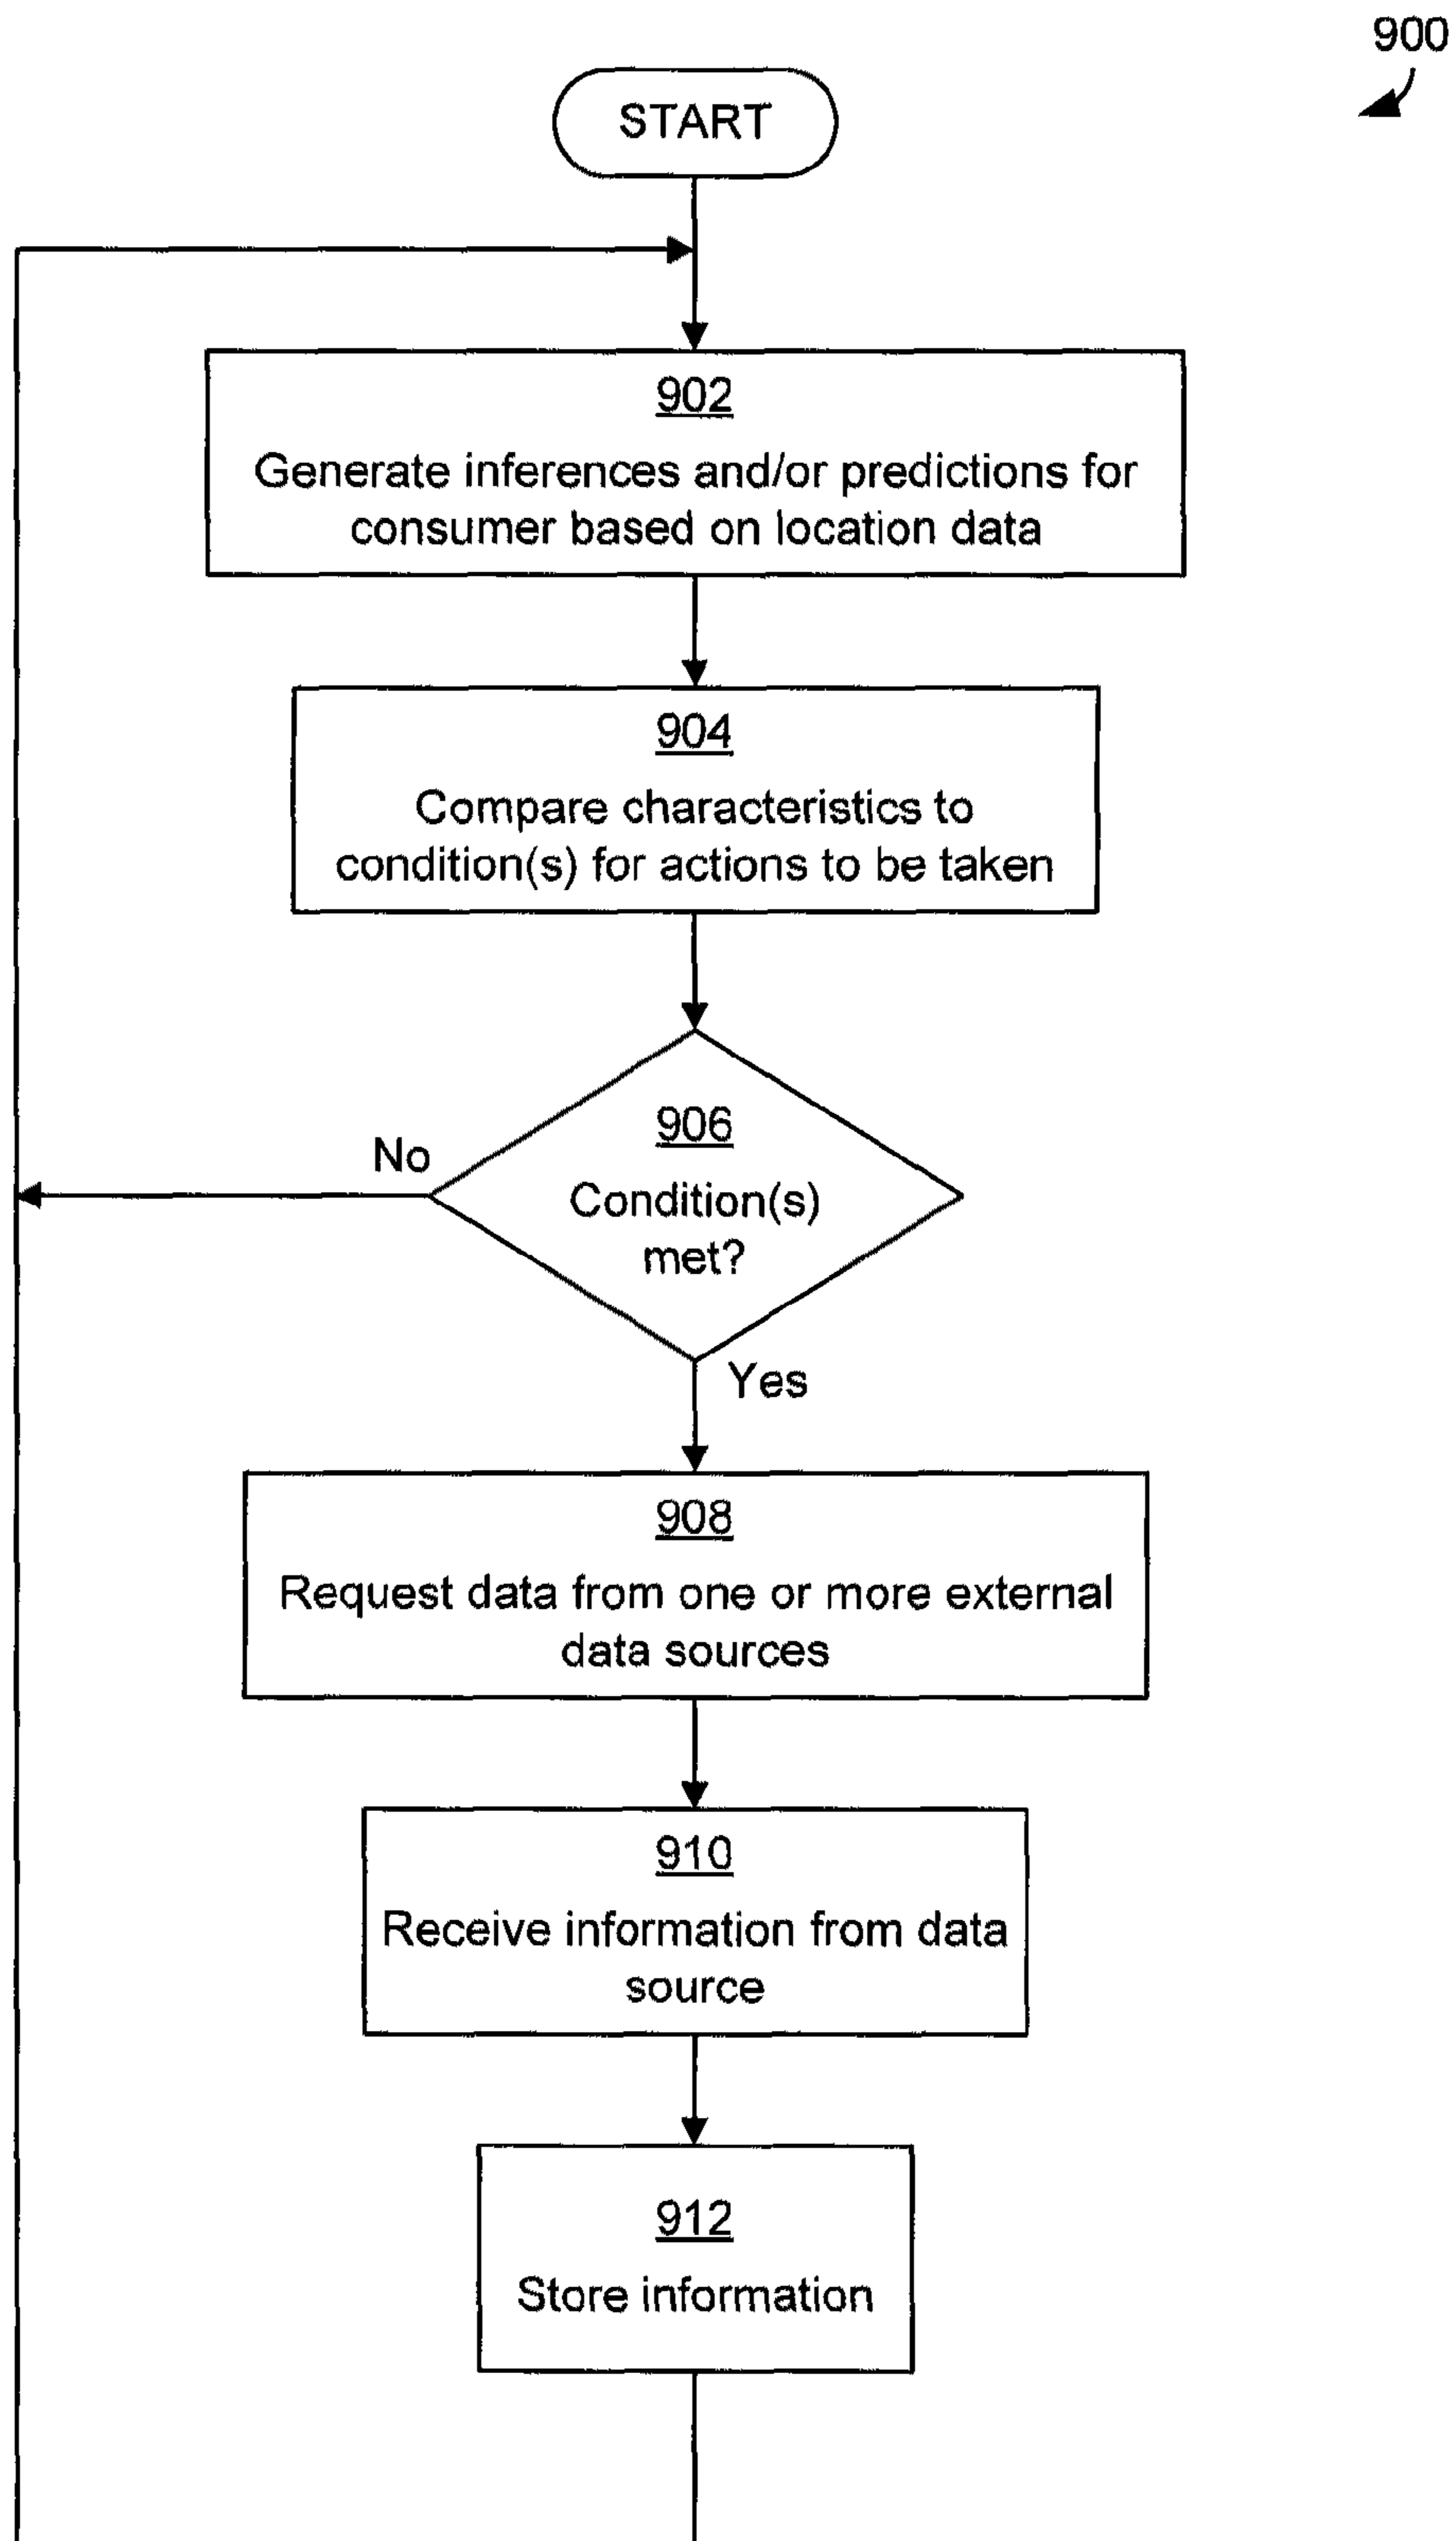 900
START
902
Generate inferences and/or predictions for
consumer based on location data
904
Compare characteristics to
condition(s) for actions to be taken
906
No
Condition(s)
met?
Yes
908
Request data from one or more external
data sources
910
Receive information from data
source
912
Store information